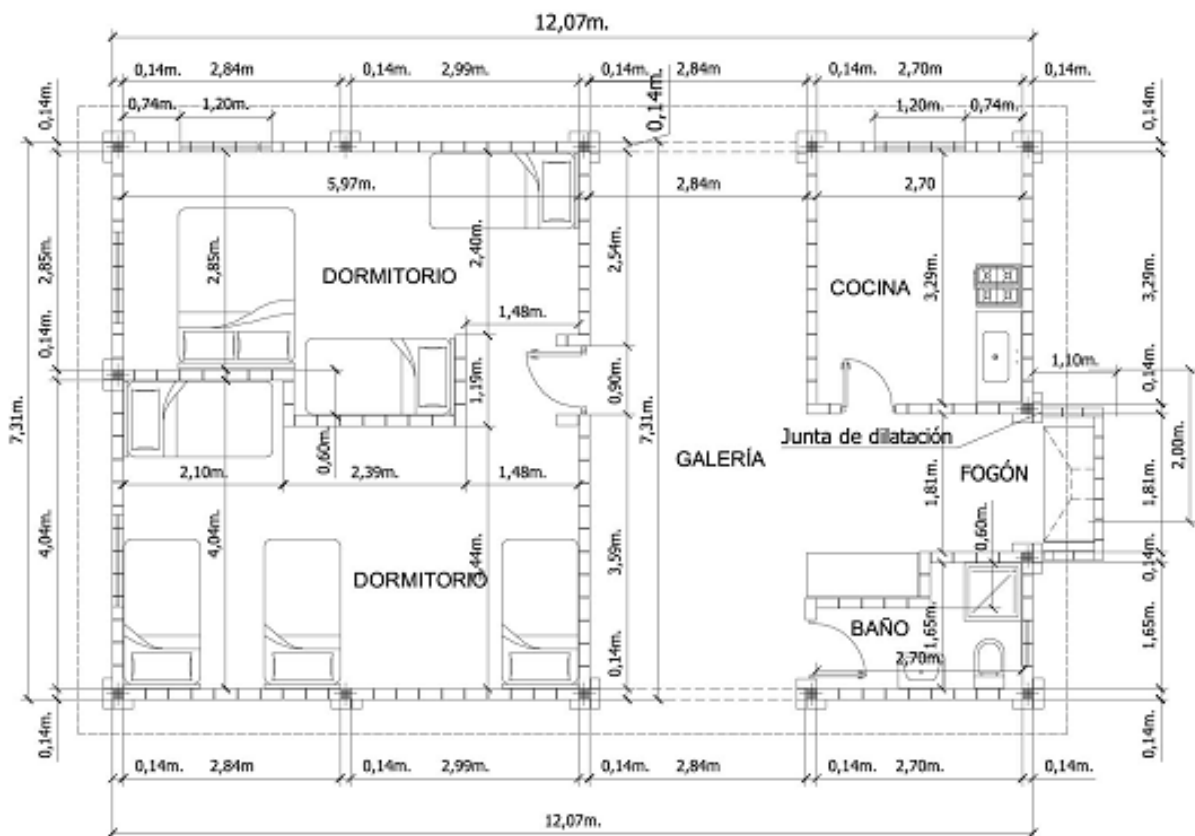 12,07m.
0,14m. 2,84m 0,14m. 2,99m. 0,14m. 2,84m 0,14m. 2,70m. 0,14m.
0,14m. 0,74m. 1,20m. 0,14m. 1,20m. 0,74m. 0,14m.
5,97m. 2,84m 2,70
2,85m. 2,85m. DORMITORIO 2,40m. 2,54m. COCINA 3,29m. 3,29m.
1,48m.
0,14m. 1,19m. 0,90m. 1,10m. 0,14m.
7,31m. 7,31m. 2,00m.
Junta de dilatación
0,60m. GALERÍA
2,10m. 2,39m. 1,48m. FOGÓN
1,81m. 1,81m.
4,04m. 4,04m. 3,59m. 0,60m.
DORMITORIO 0,14m.
BAÑO
0,14m. 1,65m. 1,65m.
2,70m.
0,14m. 0,14m.
0,14m. 2,84m 0,14m. 2,99m. 0,14m. 2,84m 0,14m. 2,70m. 0,14m.
12,07m.